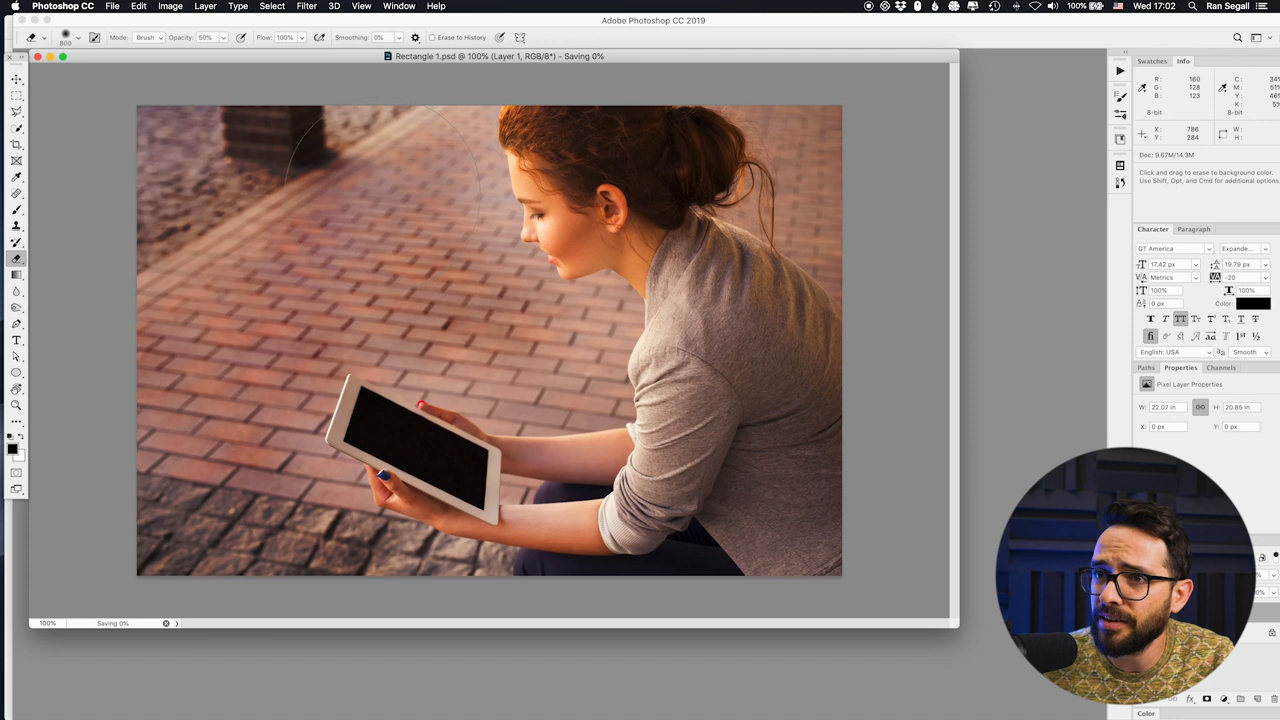 Photoshop CC File Edit Image Layer Type Select Filter 3D View Window Help 100% Wed 17:02 Ran Segall
Adobe Photoshop CC 2019
800 Mode: Brush Opacity: 50% Flow: 100% Smoothing: 0% Erase to History
Rectangle 1.psd @ 100% (Layer 1, RGB/8*) - Saving 0%
Swatches Info
R: 160 C: 341
G: 128 M:
B: 123 Y: 461
K:
8-bit 8-bit
X: 786 W:
Y: 284 H:
Doc: 9.67M/14.3M
Click and drag to erase to background color.
Use Shift, Opt, and Cmd for additional options.
Character Paragraph
GT America Expande...
17.42 px 19.79 px
Metrics -20
100% 100%
0 px Color:
English: USA Smooth
Paths Properties Channels
Pixel Layer Properties
W: 22.07 in H: 20.85 in
X: 0 px Y: 0 px
100% Saving 0%
Color